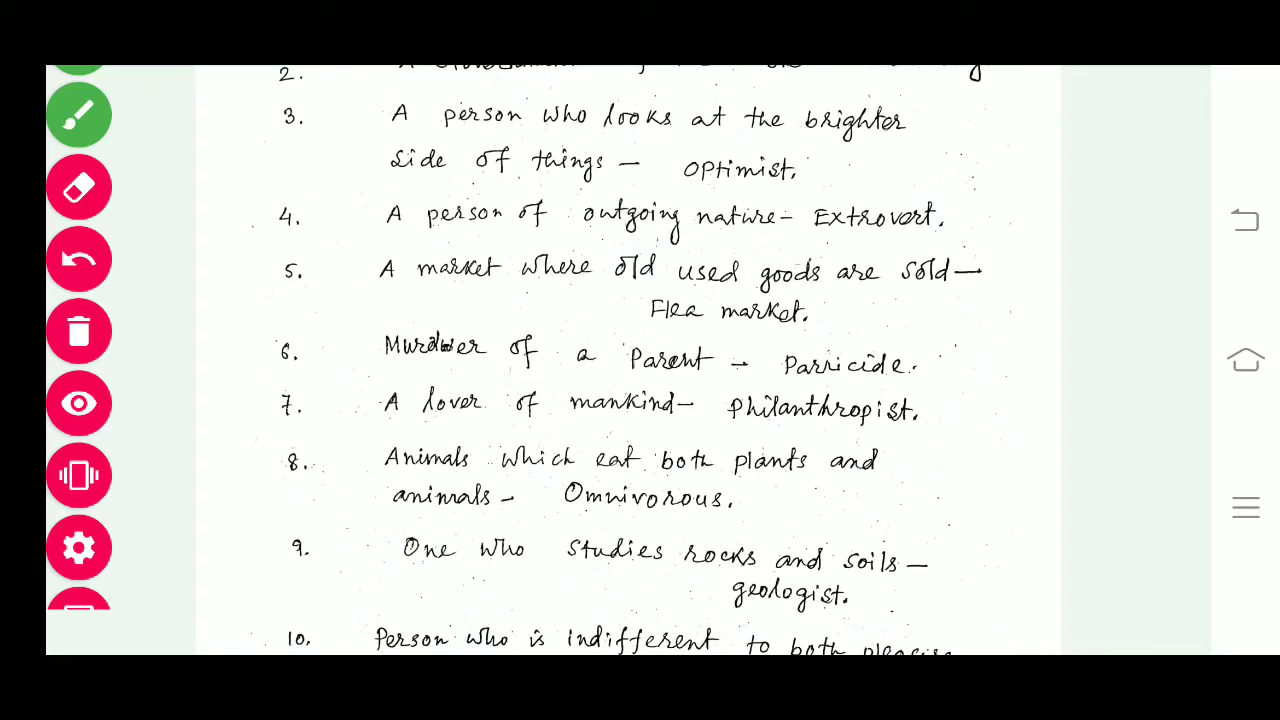 2.
3. A person who looks at the brighter
side of things - optimist.
4. A person of outgoing nature- Extrovert.
5. A market where old used goods are sold-
Flea market.
6. Murder of a Parent - Parricide.
7. A lover of mankind- Philanthropist.
8. Animals which eat both plants and
animals - Omnivorous.
9. One who studies rocks and soils-
geologist.
10. Person who is indifferent to both